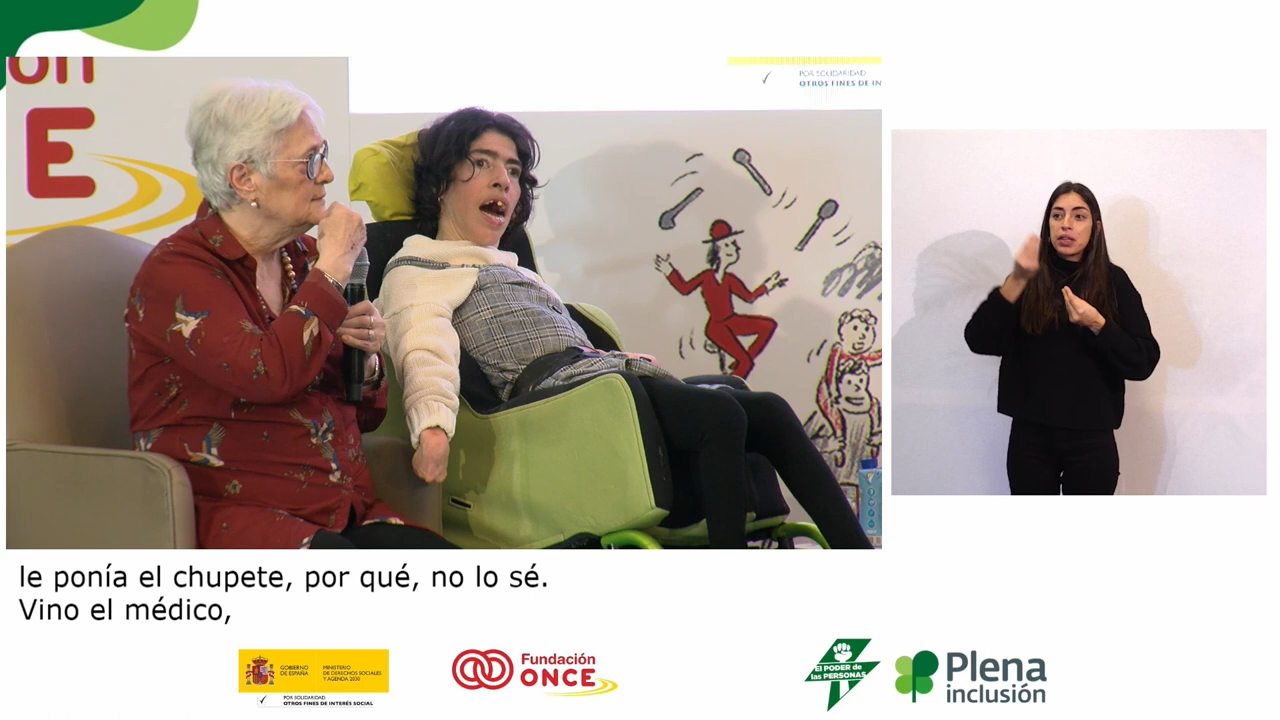 ón
E
POR SOLIDARIDAD
OTROS FINES DE IN
le ponía el chupete, por qué, no lo sé.
Vino el médico,
GOBIERNO
DE ESPAÑA
MINISTERIO
DE DERECHOS SOCIALES
Y AGENDA 2030
POR SOLIDARIDAD
OTROS FINES DE INTERÉS SOCIAL
Fundación
ONCE
El PODER de
las PERSONAS
Plena
inclusión